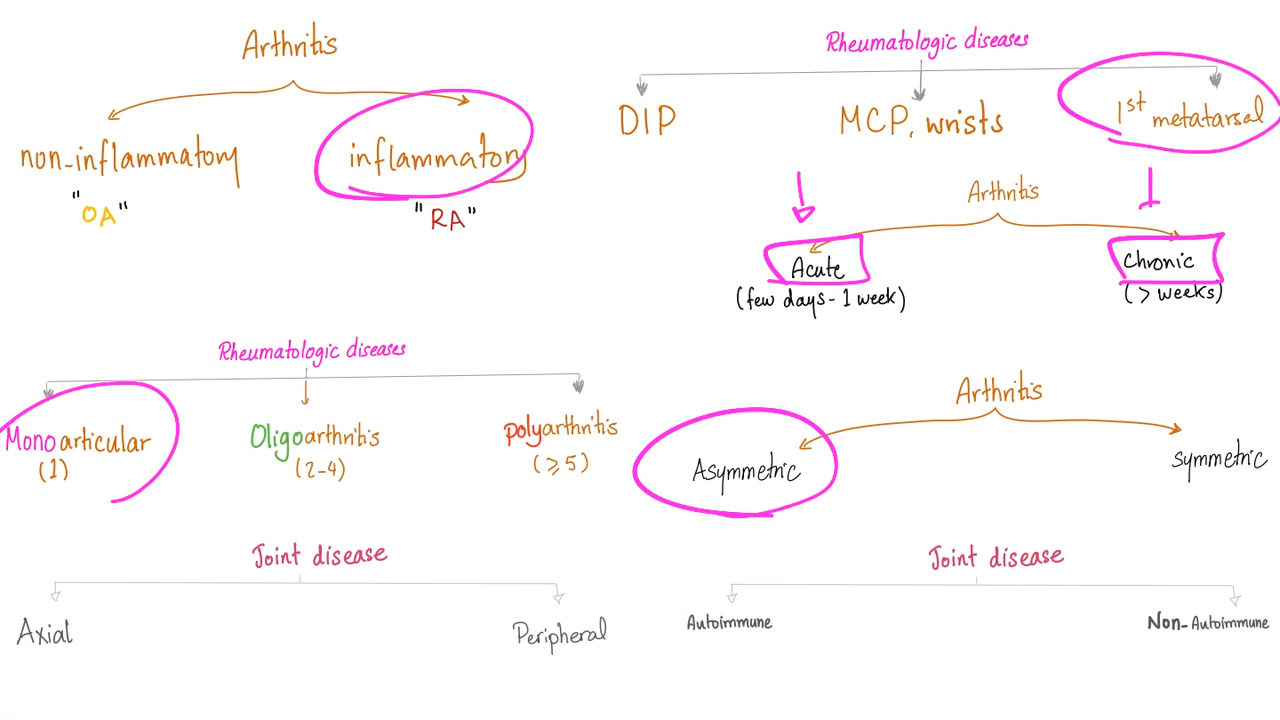 Arthritis
non-inflammatory
inflammatory
"OA"
"RA"
Rheumatologic diseases
DIP
MCP, wrists
1st metatarsal
Arthritis
Acute
(few days - 1 week)
Chronic
(> weeks)
Rheumatologic diseases
Monoarticular
(1)
Oligoarthritis
(2-4)
polyarthritis
(≥5)
Arthritis
Asymmetric
symmetric
Joint disease
Axial
Peripheral
Joint disease
Autoimmune
Non-Autoimmune